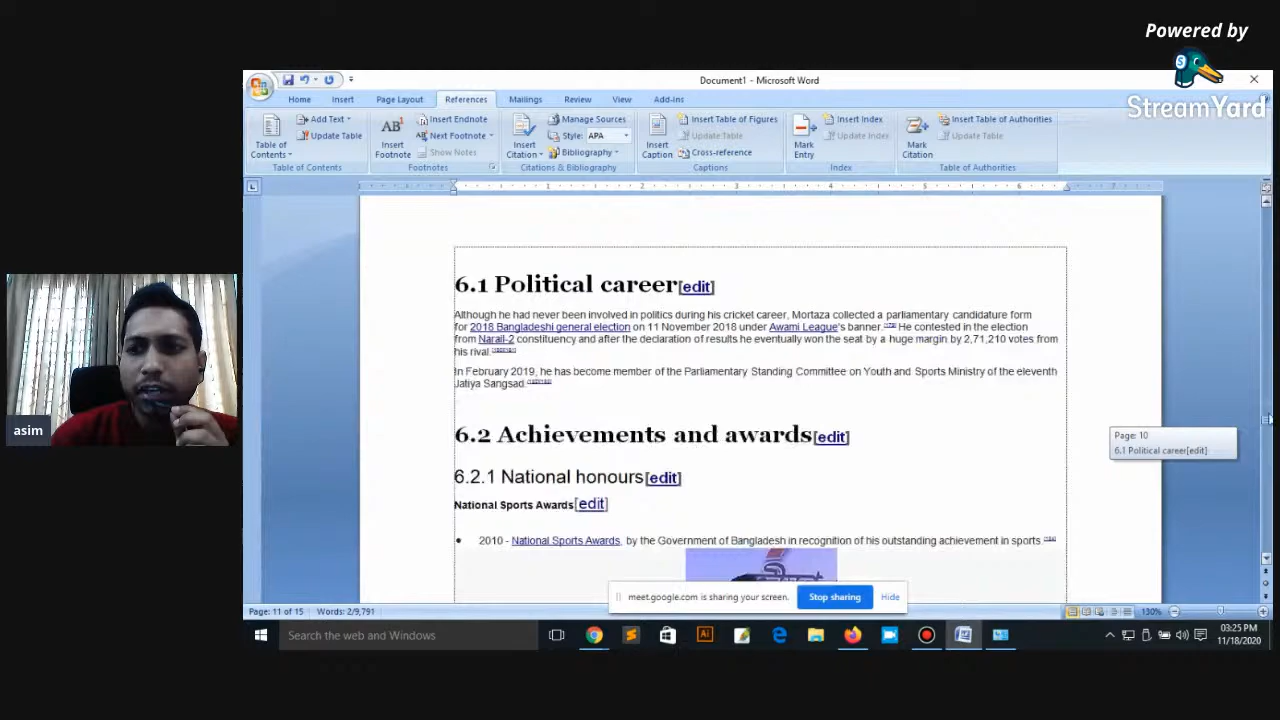 Powered by
StreamYard
Document1 - Microsoft Word
Home Insert Page Layout References Mailings Review View Add-Ins
Table of Contents
Add Text
Update Table
Table of Contents
AB1
Insert Footnote
Insert Endnote
Next Footnote
Show Notes
Footnotes
Insert Citation
Manage Sources
Style: APA
Bibliography
Citations & Bibliography
Insert Caption
Insert Table of Figures
Update Table
Cross-reference
Captions
Mark Entry
Insert Index
Update Index
Index
Mark Citation
Insert Table of Authorities
Update Table
Table of Authorities
1 2 3 4 5 6 7
6.1 Political career[edit]
Although he had never been involved in politics during his cricket career, Mortaza collected a parliamentary candidature form
for 2018 Bangladeshi general election on 11 November 2018 under Awami League's banner. He contested in the election
from Narail-2 constituency and after the declaration of results he eventually won the seat by a huge margin by 2,71,210 votes from
his rival.
In February 2019, he has become member of the Parliamentary Standing Committee on Youth and Sports Ministry of the eleventh
Jatiya Sangsad.
6.2 Achievements and awards[edit]
6.2.1 National honours[edit]
National Sports Awards[edit]
• 2010 - National Sports Awards, by the Government of Bangladesh in recognition of his outstanding achievement in sports
Page: 10
6.1 Political career[edit]
asim
meet.google.com is sharing your screen. Stop sharing Hide
Page: 11 of 15 Words: 2/9,791
130%
Search the web and Windows
03:25 PM
11/18/2020